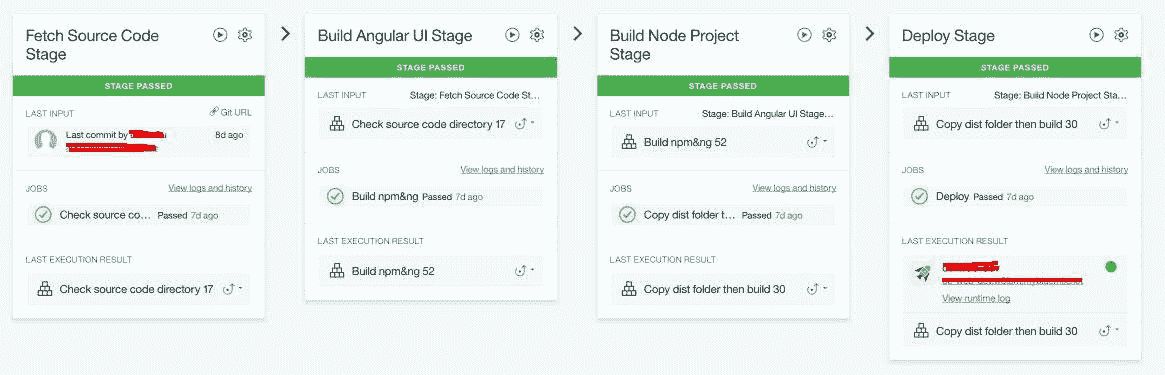 Fetch Source Code
Stage
STAGE PASSED
LAST INPUT
Git URL
Last commit by
8d ago
JOBS
View logs and history
Check source co... Passed 7d ago
LAST EXECUTION RESULT
Check source code directory 17
Build Angular UI Stage
STAGE PASSED
LAST INPUT
Stage: Fetch Source Code St...
Check source code directory 17
JOBS
View logs and history
Build npm&ng Passed 7d ago
LAST EXECUTION RESULT
Build npm&ng 52
Build Node Project
Stage
STAGE PASSED
LAST INPUT
Stage: Build Angular UI Stage...
Build npm&ng 52
JOBS
View logs and history
Copy dist folder t... Passed 7d ago
LAST EXECUTION RESULT
Copy dist folder then build 30
Deploy Stage
STAGE PASSED
LAST INPUT
Stage: Build Node Project Sta...
Copy dist folder then build 30
JOBS
View logs and history
Deploy Passed 7d ago
LAST EXECUTION RESULT
View runtime log
Copy dist folder then build 30